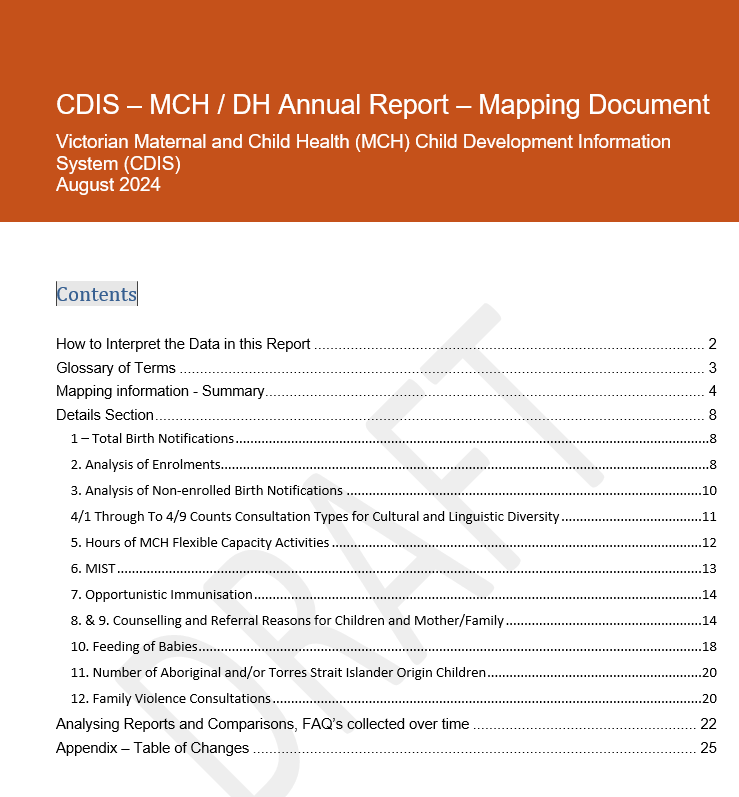 CDIS – MCH / DH Annual Report – Mapping Document
Victorian Maternal and Child Health (MCH) Child Development Information
System (CDIS)
August 2024
Contents
How to Interpret the Data in this Report ........ 2
Glossary of Terms ........ 3
Mapping information - Summary ........ 4
Details Section ........ 8
1 – Total Birth Notifications ........ 8
2. Analysis of Enrolments ........ 8
3. Analysis of Non-enrolled Birth Notifications ........ 10
4/1 Through To 4/9 Counts Consultation Types for Cultural and Linguistic Diversity ........ 11
5. Hours of MCH Flexible Capacity Activities ........ 12
6. MIST ........ 13
7. Opportunistic Immunisation ........ 14
8. & 9. Counselling and Referral Reasons for Children and Mother/Family ........ 14
10. Feeding of Babies ........ 18
11. Number of Aboriginal and/or Torres Strait Islander Origin Children ........ 20
12. Family Violence Consultations ........ 20
Analysing Reports and Comparisons, FAQ's collected over time ........ 22
Appendix – Table of Changes ........ 25
DRAFT